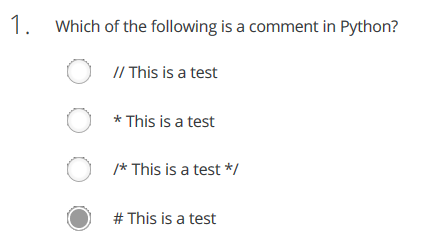 1. Which of the following is a comment in Python?
// This is a test
* This is a test
/* This is a test */
# This is a test